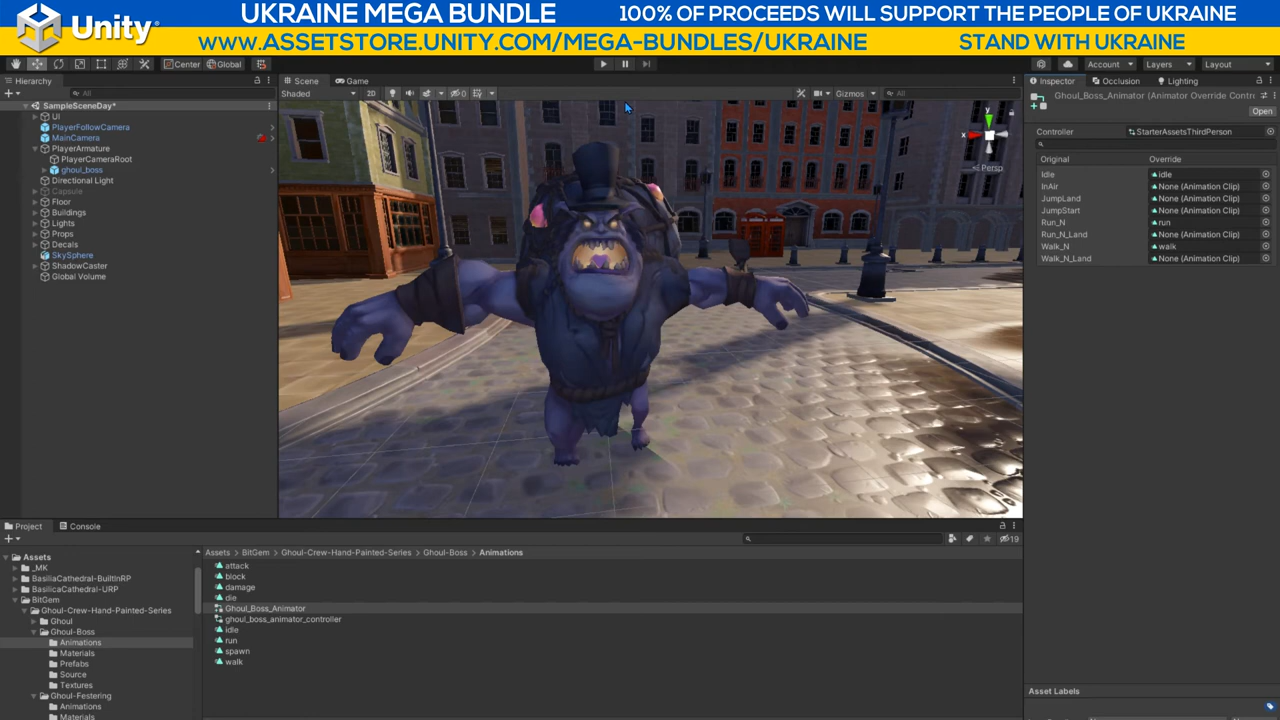 Unity®
UKRAINE MEGA BUNDLE
WWW.ASSETSTORE.UNITY.COM/MEGA-BUNDLES/UKRAINE
100% OF PROCEEDS WILL SUPPORT THE PEOPLE OF UKRAINE
STAND WITH UKRAINE
Center Global
Account Layers Layout
Hierarchy
All
SampleSceneDay*
UI
PlayerFollowCamera
MainCamera
PlayerArmature
PlayerCameraRoot
ghoul_boss
Directional Light
Capsule
Floor
Buildings
Lights
Props
Decals
SkySphere
ShadowCaster
Global Volume
Scene Game
Shaded 2D 0 Gizmos All
y
x
Persp
Inspector Occlusion Lighting
Ghoul_Boss_Animator (Animator Override Contr
Open
Controller StarterAssetsThirdPerson
Original Override
Idle idle
InAir None (Animation Clip)
JumpLand None (Animation Clip)
JumpStart None (Animation Clip)
Run_N run
Run_N_Land None (Animation Clip)
Walk_N walk
Walk_N_Land None (Animation Clip)
Project Console
19
Assets
_MK
BasiliaCathedral-BuiltInRP
BasilicaCathedral-URP
BitGem
Ghoul-Crew-Hand-Painted-Series
Ghoul
Ghoul-Boss
Animations
Materials
Prefabs
Source
Textures
Ghoul-Festering
Animations
Materials
Assets > BitGem > Ghoul-Crew-Hand-Painted-Series > Ghoul-Boss > Animations
attack
block
damage
die
Ghoul_Boss_Animator
ghoul_boss_animator_controller
idle
run
spawn
walk
Asset Labels